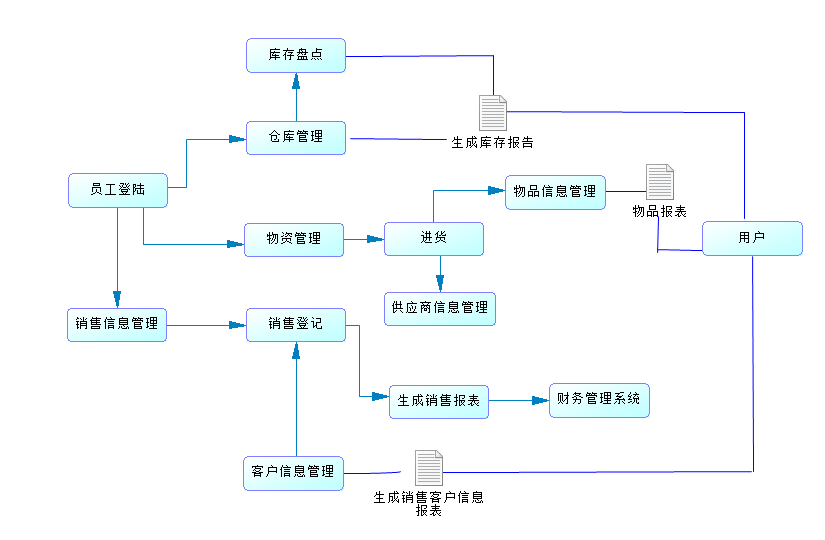 库存盘点
仓库管理
生成库存报告
员工登陆
物品信息管理
物品报表
物资管理
进货
用户
供应商信息管理
销售信息管理
销售登记
生成销售报表
财务管理系统
客户信息管理
生成销售客户信息
报表